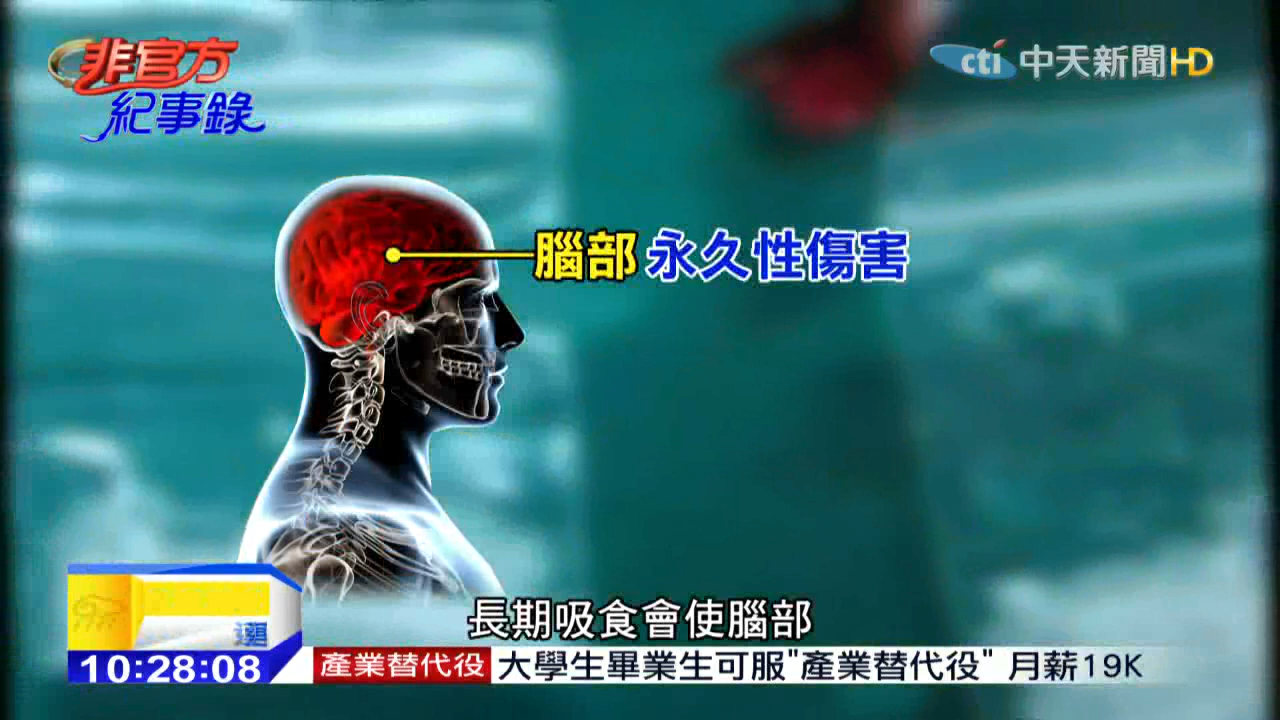 非官方
紀事錄
cti 中天新聞HD
腦部 永久性傷害
長期吸食會使腦部
10:28:08
產業替代役 大學生畢業生可服"產業替代役" 月薪19K